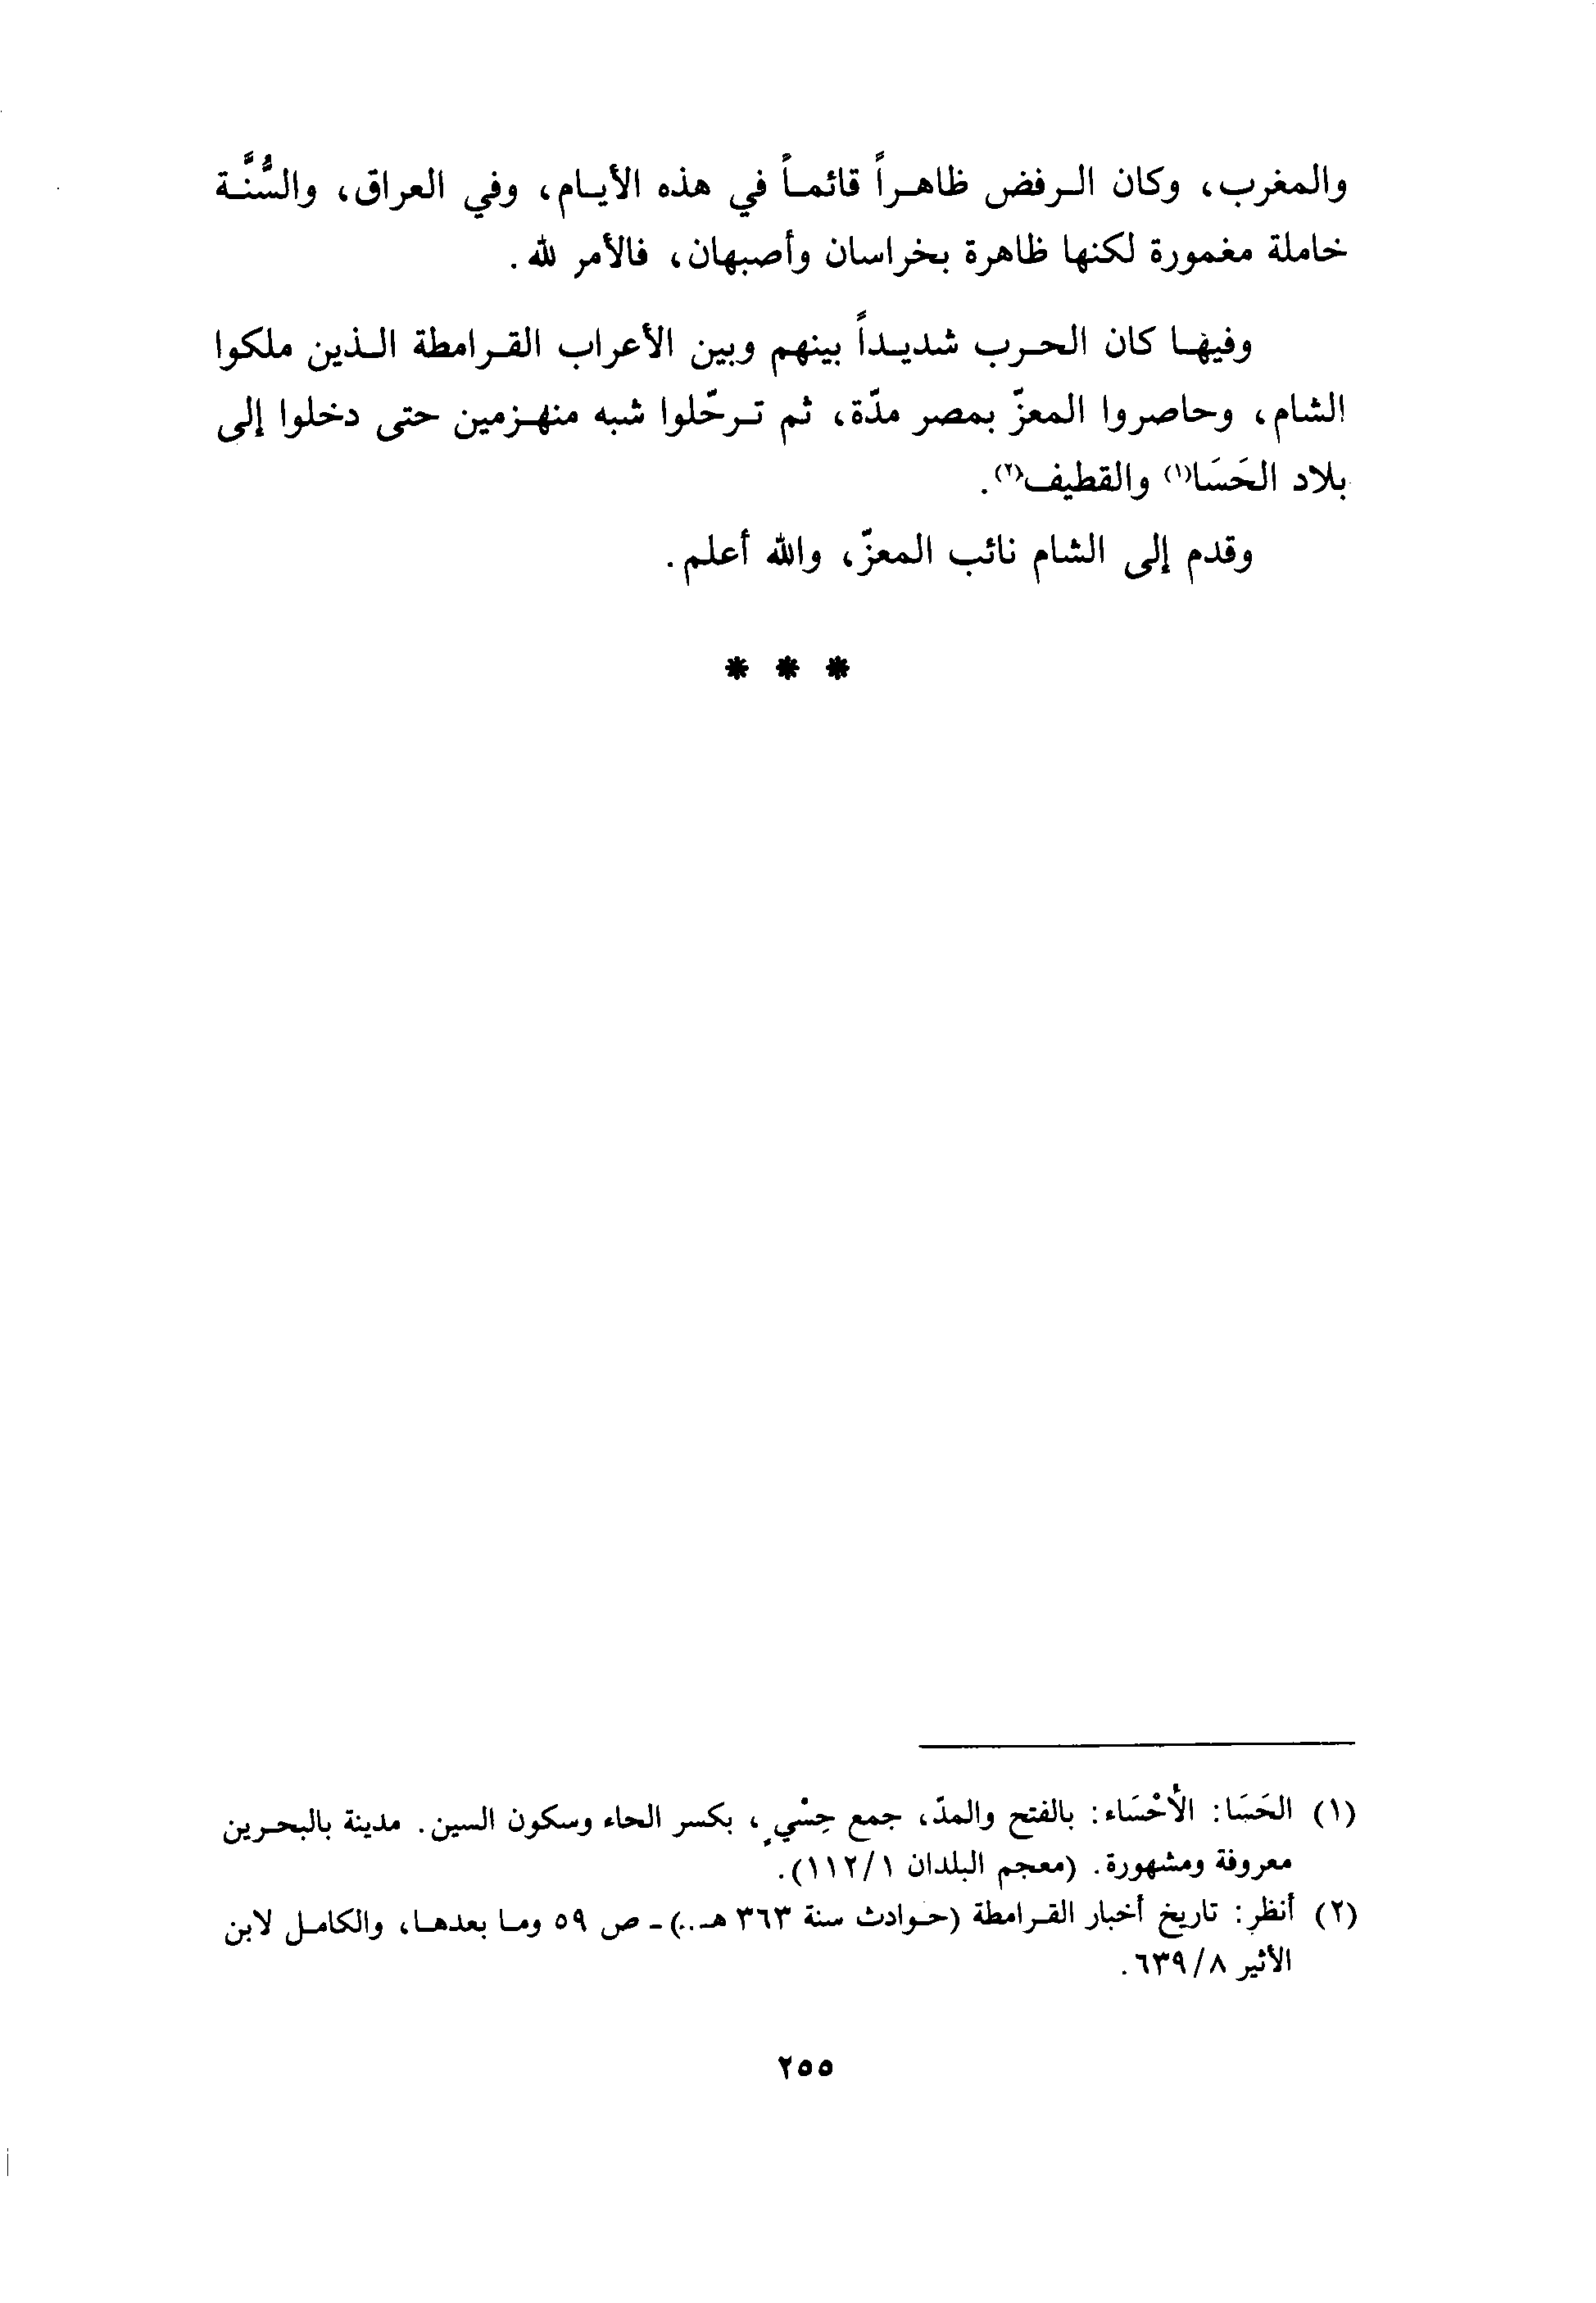 والمغرب، وكان الرفض ظاهراً قائماً في هذه الأيام، وفي العراق، والسُّنَّة
خاملة مغمورة لكنها ظاهرة بخراسان وأصبهان، فالأمر لله.
وفيها كان الحرب شديداً بينهم وبين الأعراب القرامطة الذين ملكوا
الشام، وحاصروا المعزّ بمصر مدّة، ثم ترحّلوا شبه منهزمين حتى دخلوا إلى
بلاد الحَسَا(١) والقطيف(٢).
وقدم إلى الشام نائب المعزّ، والله أعلم.
* * *
(١) الحَسَا: الأَحْسَاء: بالفتح والمدّ، جمع حِسْيٍ، بكسر الحاء وسكون السين. مدينة بالبحرين
معروفة ومشهورة. (معجم البلدان ١/١١٢).
(٢) أنظر: تاريخ أخبار القرامطة (حوادث سنة ٣٦٣ هـ..) - ص ٥٩ وما بعدها، والكامل لابن
الأثير ٨/٦٣٩.
٢٥٥